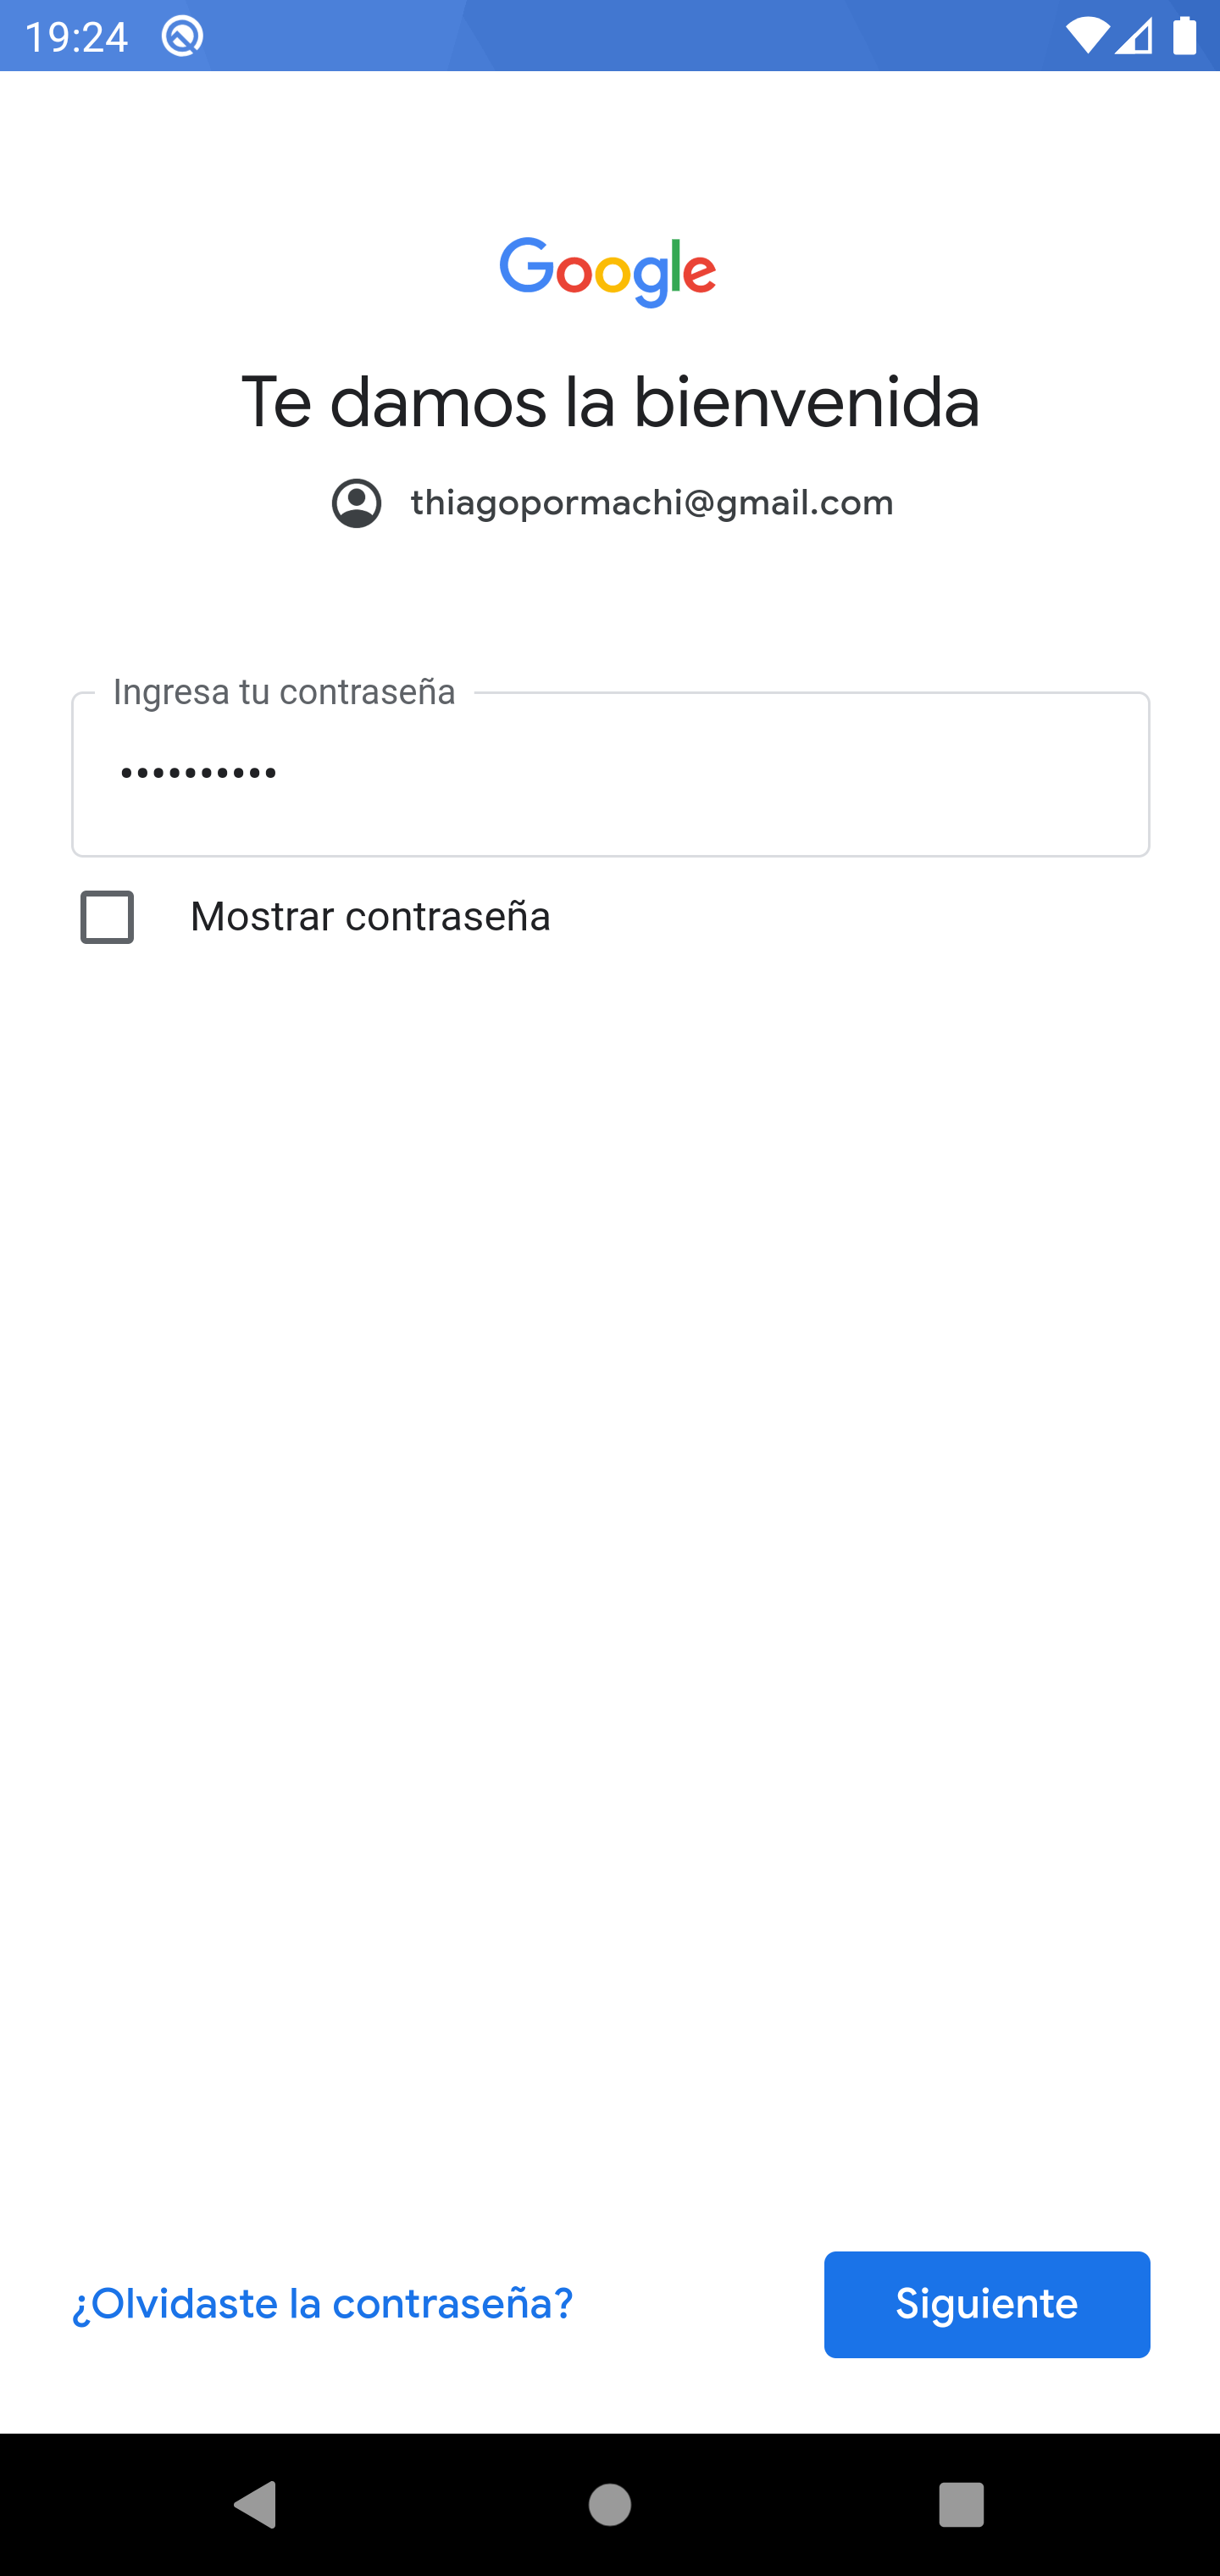 19:24
Google
Te damos la bienvenida
thiagopormachi@gmail.com
Ingresa tu contraseña
••••••••••
Mostrar contraseña
¿Olvidaste la contraseña?
Siguiente